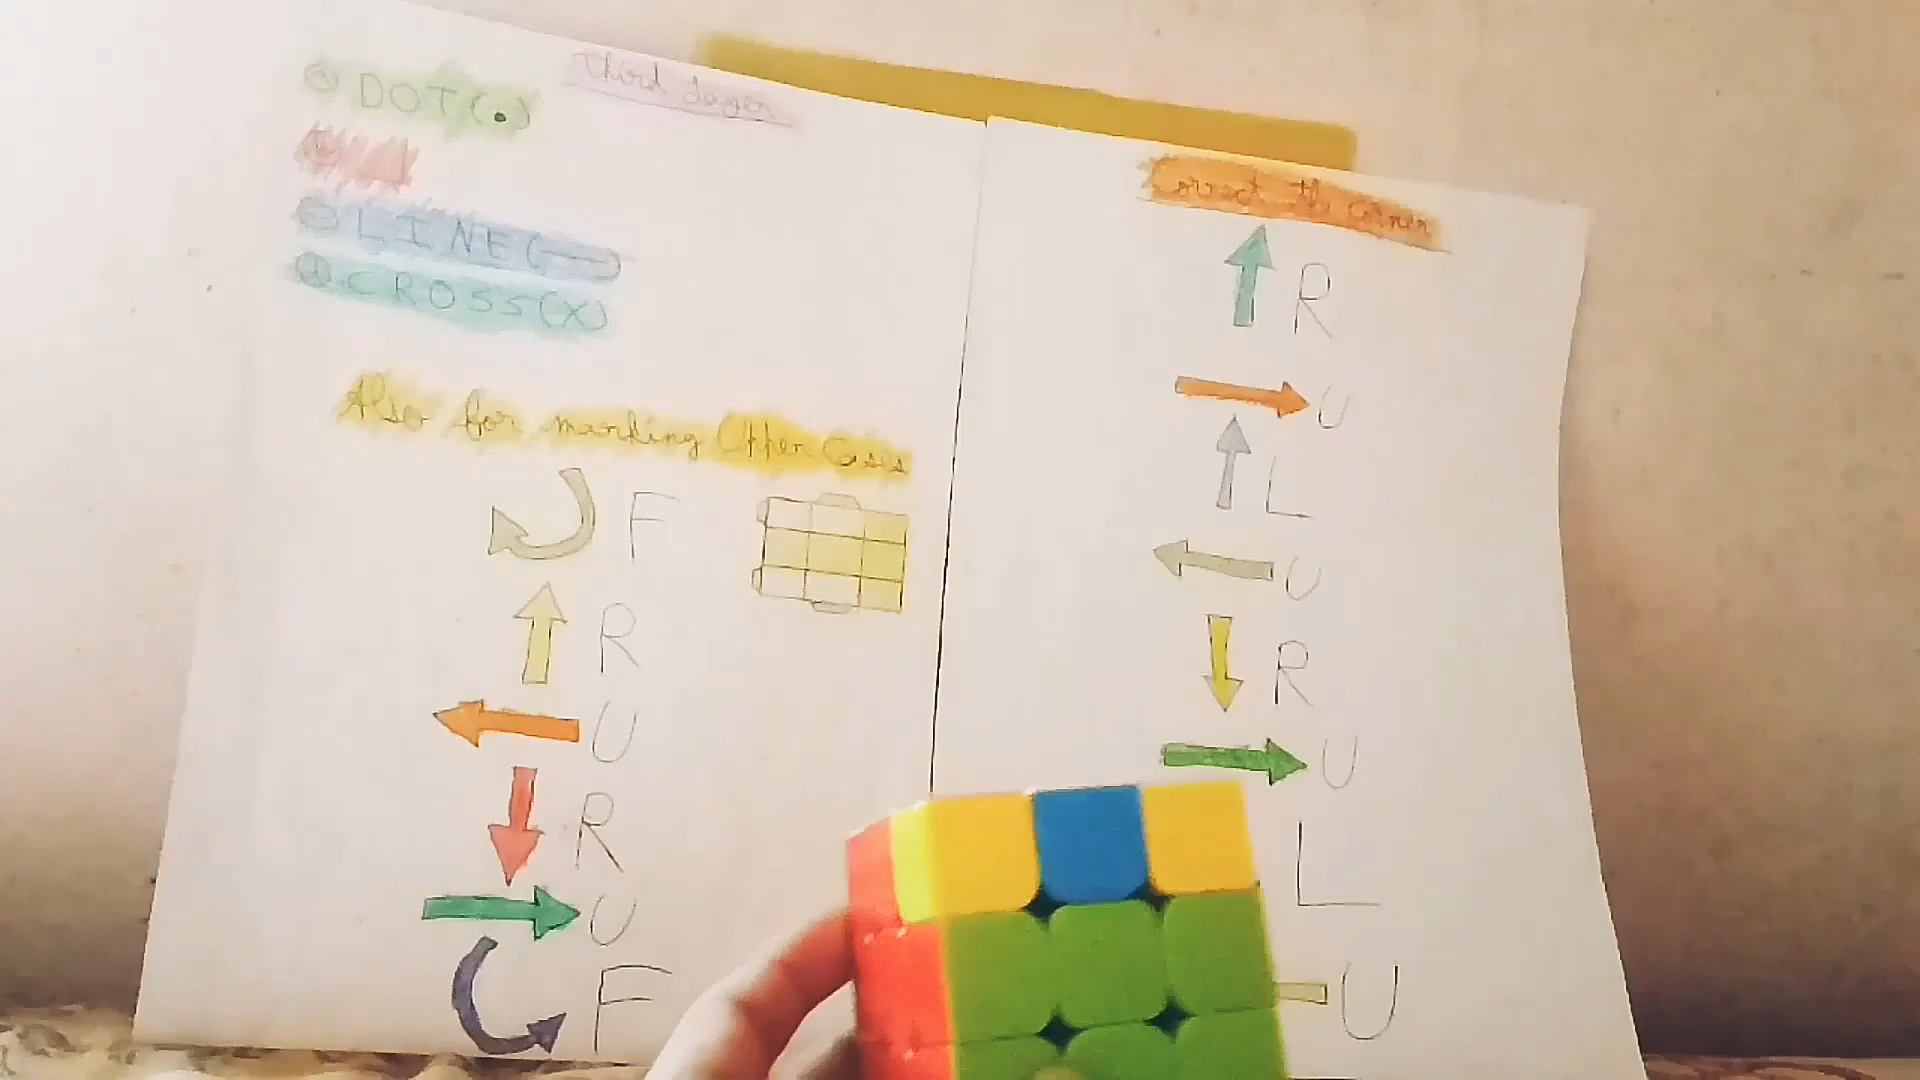 Third Layer
DOT(.)
LINE(—)
CROSS(X)
Also for marking Other Cases
F
R
U
R
U
F
Correct the Corner
R
U
L
U
R
U
L
U